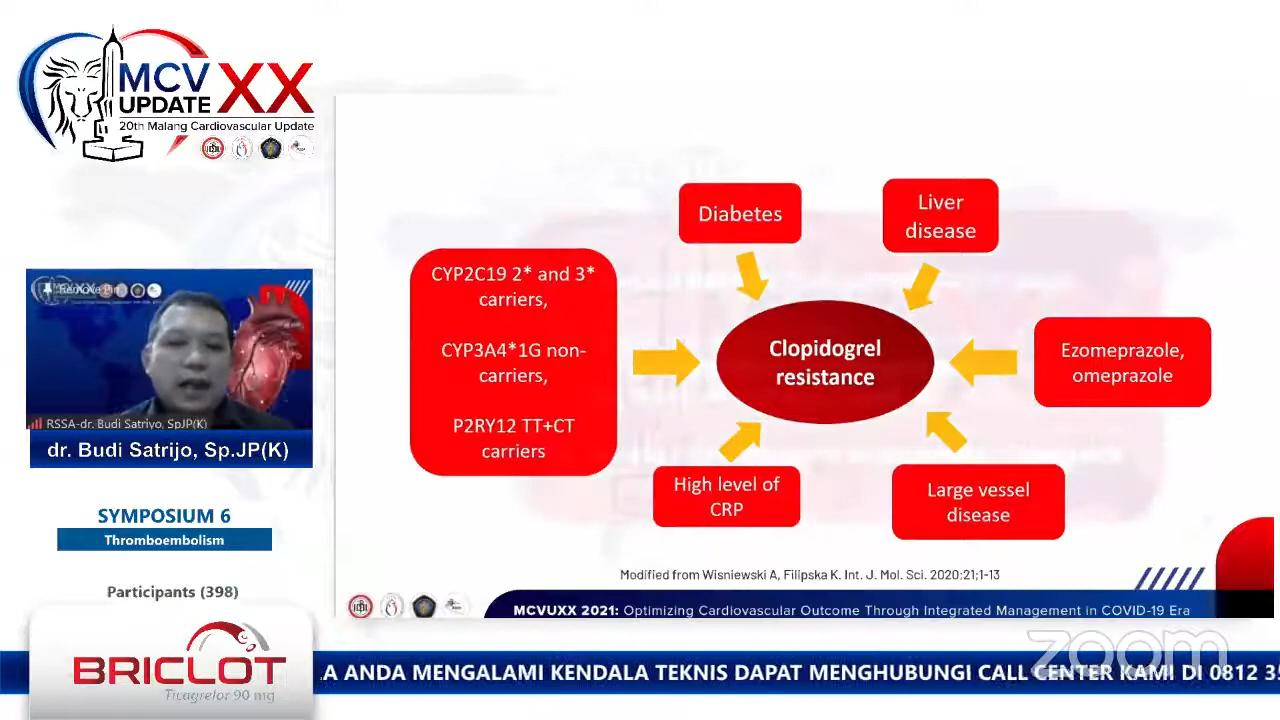 MCV
UPDATE
XX
20th Malang Cardiovascular Update
Remove Pin
RSSA-dr. Budi Satriyo, SpJP(K)
dr. Budi Satrijo, Sp.JP(K)
SYMPOSIUM 6
Thromboembolism
Participants (398)
BRICLOT
Ticagrelor 90 mg
Diabetes
Liver
disease
CYP2C19 2* and 3*
carriers,
CYP3A4*1G non-
carriers,
P2RY12 TT+CT
carriers
Clopidogrel
resistance
Ezomeprazole,
omeprazole
High level of
CRP
Large vessel
disease
Modified from Wisniewski A, Filipska K. Int. J. Mol. Sci. 2020:21;1-13
MCVUXX 2021: Optimizing Cardiovascular Outcome Through Integrated Management in COVID-19 Era
zoom
A ANDA MENGALAMI KENDALA TEKNIS DAPAT MENGHUBUNGI CALL CENTER KAMI DI 0812 35